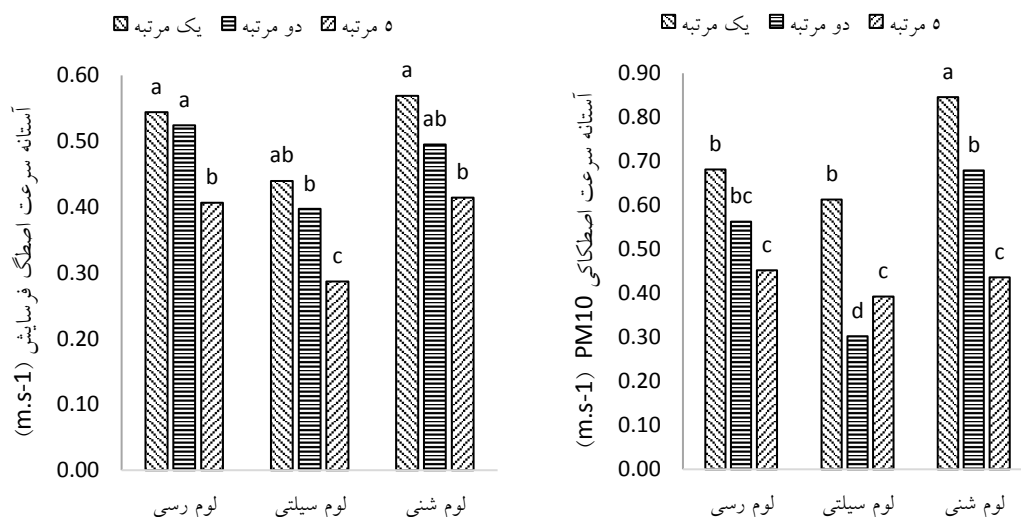 یک مرتبه دو مرتبه ۵ مرتبه
آستانه سرعت اصطگ فرسایش (m.s-1)
0.60
0.50
0.40
0.30
0.20
0.10
0.00
a a b
ab b c
a ab b
لوم رسی لوم سیلتی لوم شنی
یک مرتبه دو مرتبه ۵ مرتبه
آستانه سرعت اصطکاکی PM10 (m.s-1)
0.90
0.80
0.70
0.60
0.50
0.40
0.30
0.20
0.10
0.00
b bc c
b d c
a b c
لوم رسی لوم سیلتی لوم شنی